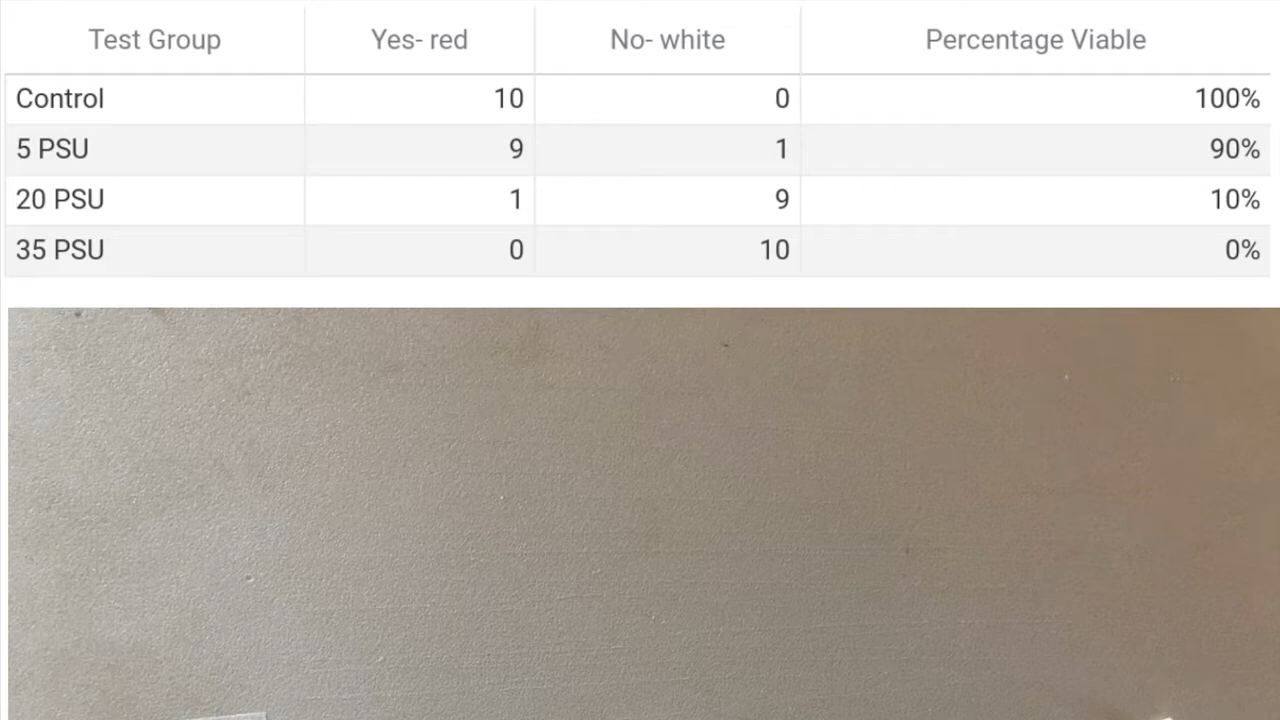 Test Group Yes- red No- white Percentage Viable
Control 10 0 100%
5 PSU 9 1 90%
20 PSU 1 9 10%
35 PSU 0 10 0%